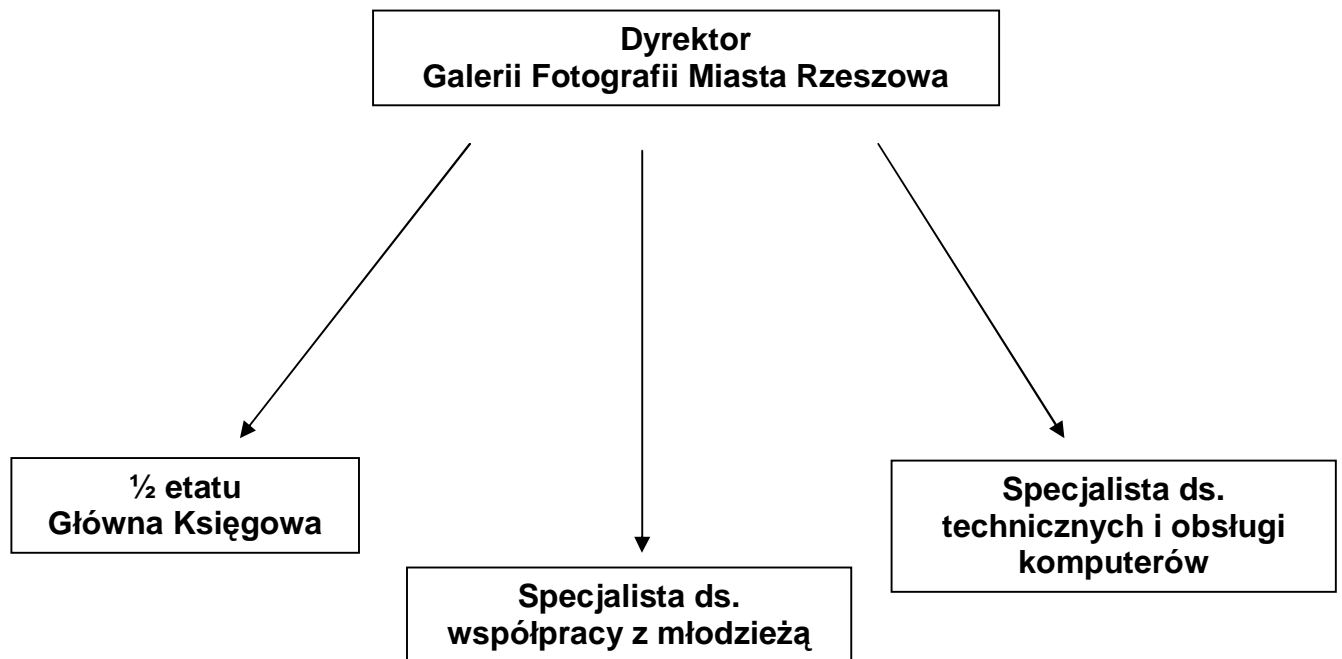 Dyrektor
Galerii Fotografii Miasta Rzeszowa
½ etatu
Główna Księgowa
Specjalista ds.
współpracy z młodzieżą
Specjalista ds.
technicznych i obsługi
komputerów